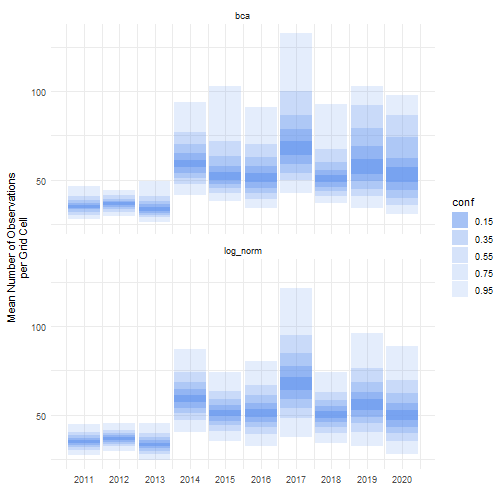 bca
100
50
log_norm
100
50
2011 2012 2013 2014 2015 2016 2017 2018 2019 2020
Mean Number of Observations
per Grid Cell
conf
0.15
0.35
0.55
0.75
0.95